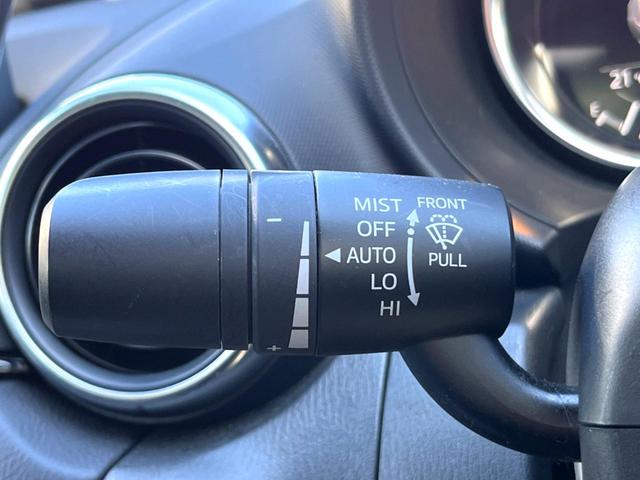 MIST FRONT
OFF
AUTO
PULL
LO
HI
−
+
E